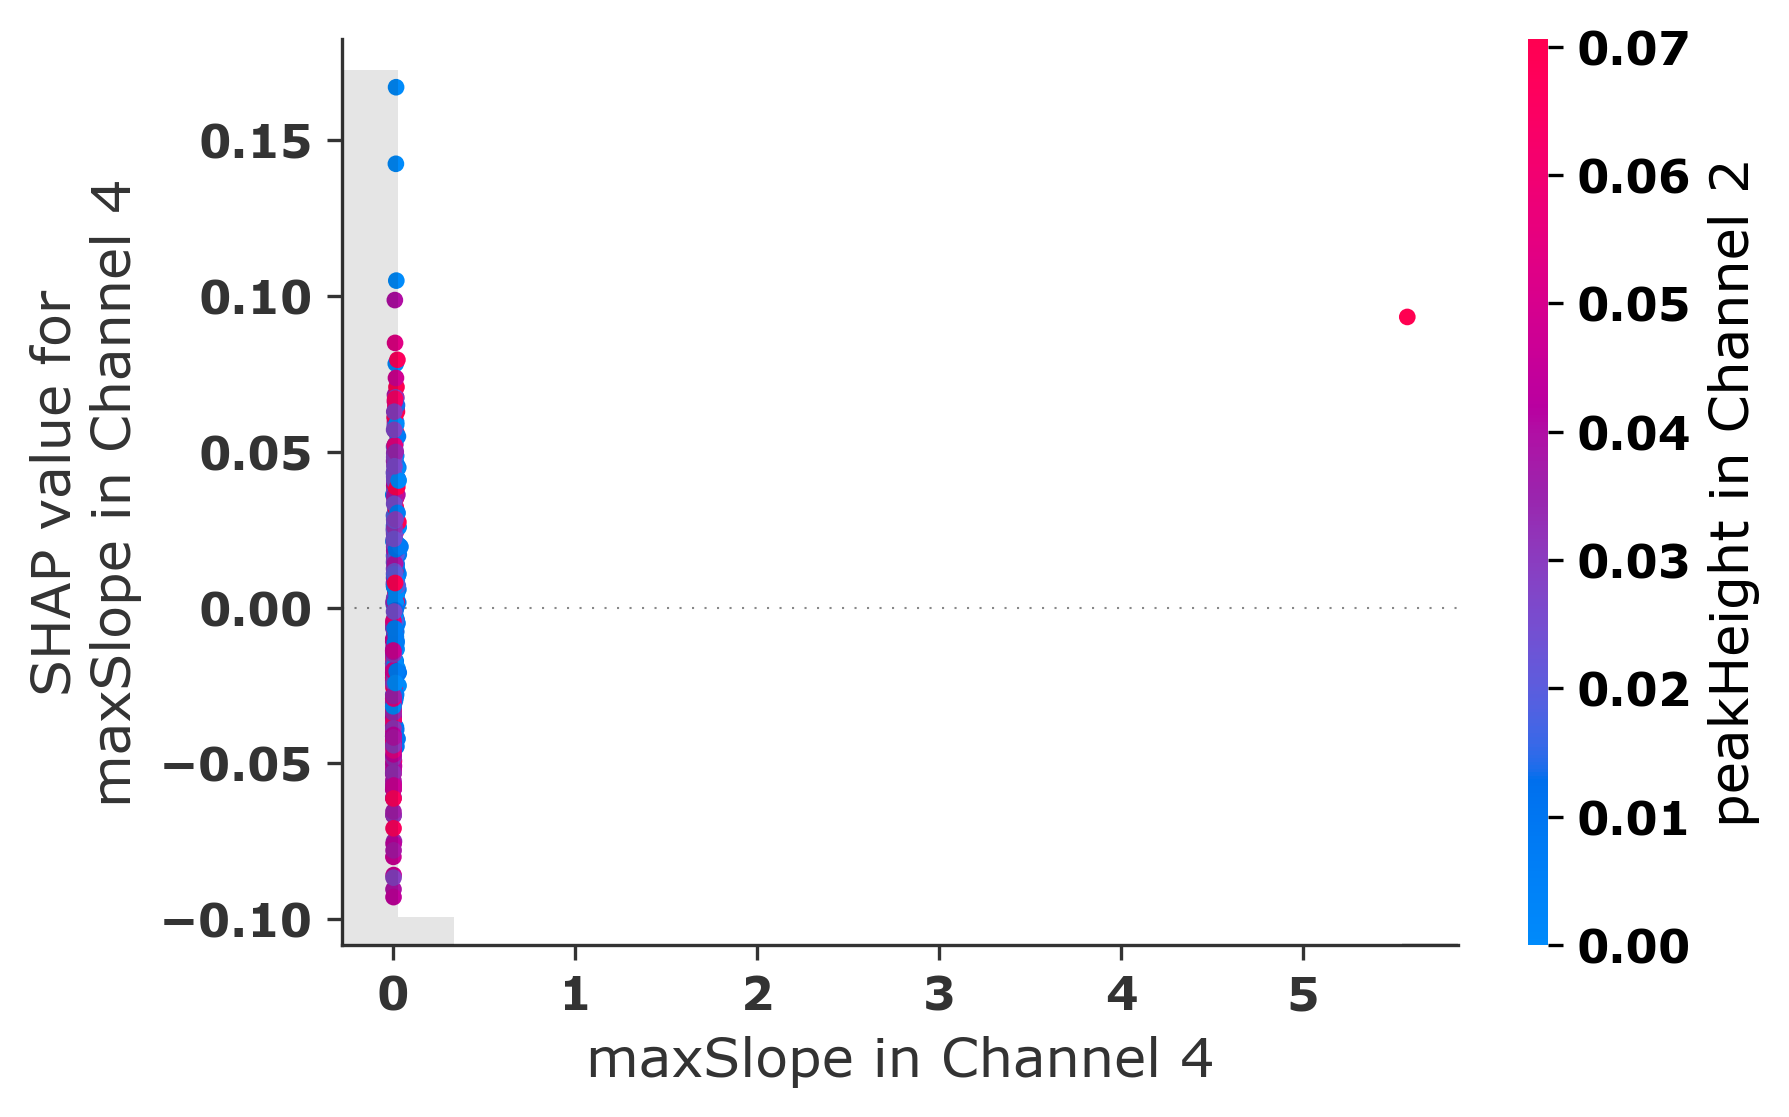 SHAP value for
maxSlope in Channel 4
0.15
0.10
0.05
0.00
−0.05
−0.10
0 1 2 3 4 5
maxSlope in Channel 4
0.07
0.06
0.05
0.04
0.03
0.02
0.01
0.00
peakHeight in Channel 2